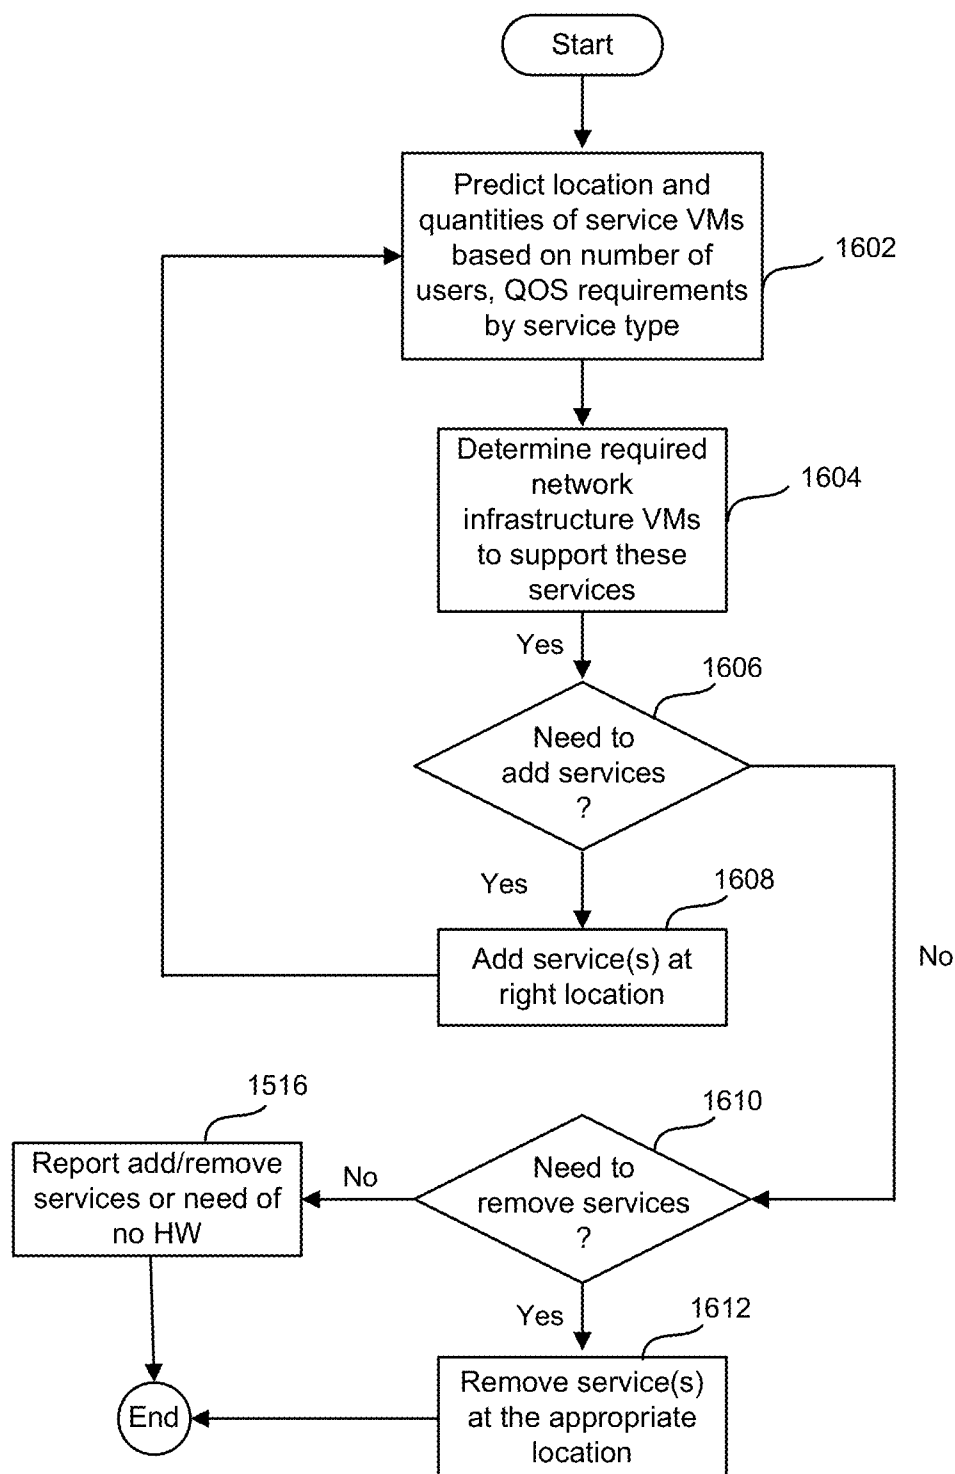 Start
Predict location and
quantities of service VMs
based on number of
users, QOS requirements
by service type
1602
Determine required
network
infrastructure VMs
to support these
services
1604
Yes
1606
Need to
add services
?
Yes
1608
Add service(s) at
right location
No
1516
Report add/remove
services or need of
no HW
No
1610
Need to
remove services
?
Yes
1612
Remove service(s)
at the appropriate
location
End